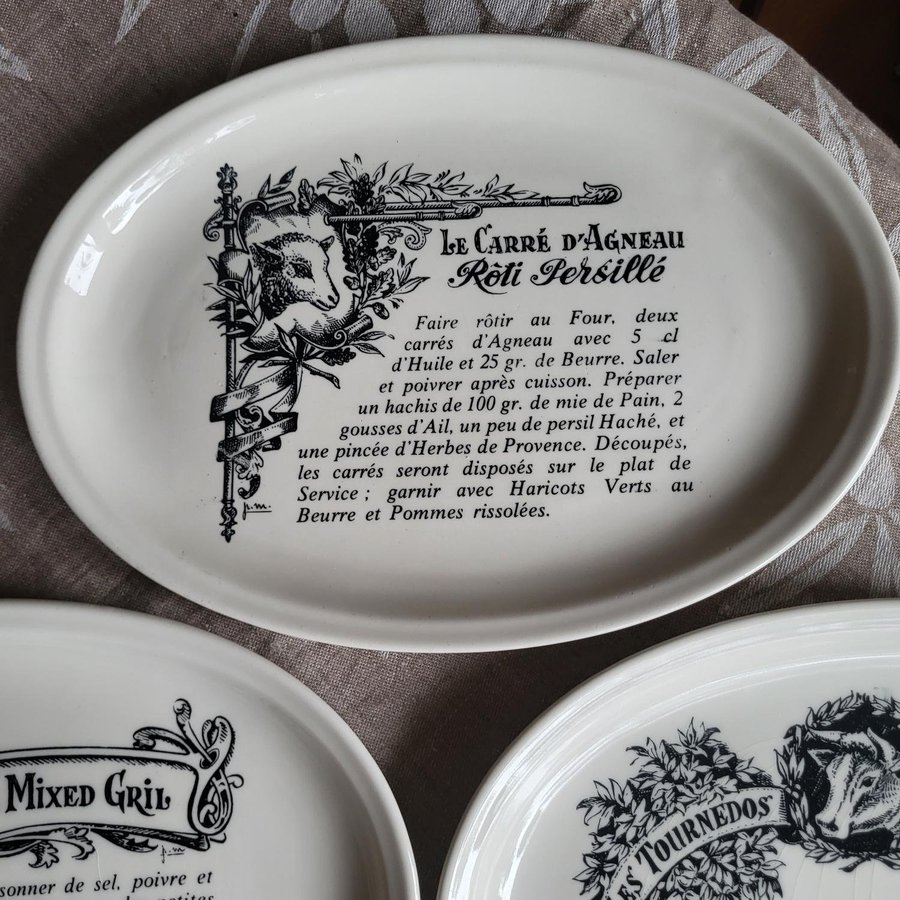 Le Carré d'Agneau
Rôti Persillé
Faire rôtir au Four, deux
carrés d'Agneau avec 5 cl
d'Huile et 25 gr. de Beurre. Saler
et poivrer après cuisson. Préparer
un hachis de 100 gr. de mie de Pain, 2
gousses d'Ail, un peu de persil Haché, et
une pincée d'Herbes de Provence. Découpés,
les carrés seront disposés sur le plat de
Service ; garnir avec Haricots Verts au
Beurre et Pommes rissolées.
p.m.
Mixed Gril
p.m
sonner de sel, poivre et
petites
Les Tournedos